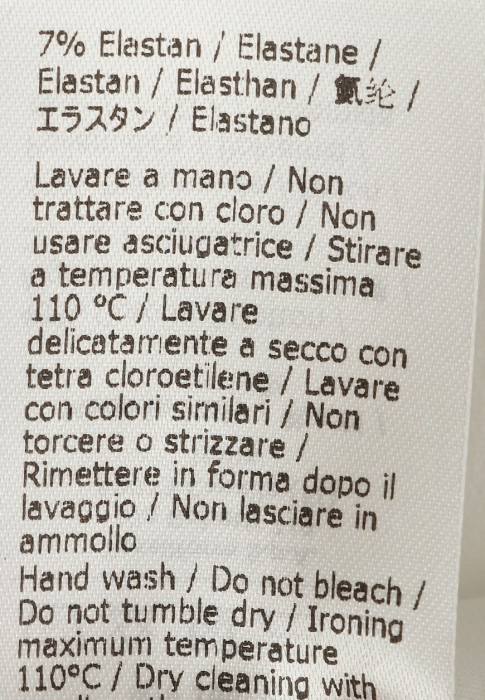 7% Elastan / Elastane /
Elastan / Elasthan / 氨纶 /
エラスタン / Elastano
Lavare a mano / Non
trattare con cloro / Non
usare asciugatrice / Stirare
a temperatura massima
110 °C / Lavare
delicatamente a secco con
tetra cloroetilene / Lavare
con colori similari / Non
torcere o strizzare /
Rimettere in forma dopo il
lavaggio / Non lasciare in
ammollo
Hand wash / Do not bleach /
Do not tumble dry / Ironing
maximum temperature
110°C / Dry cleaning with